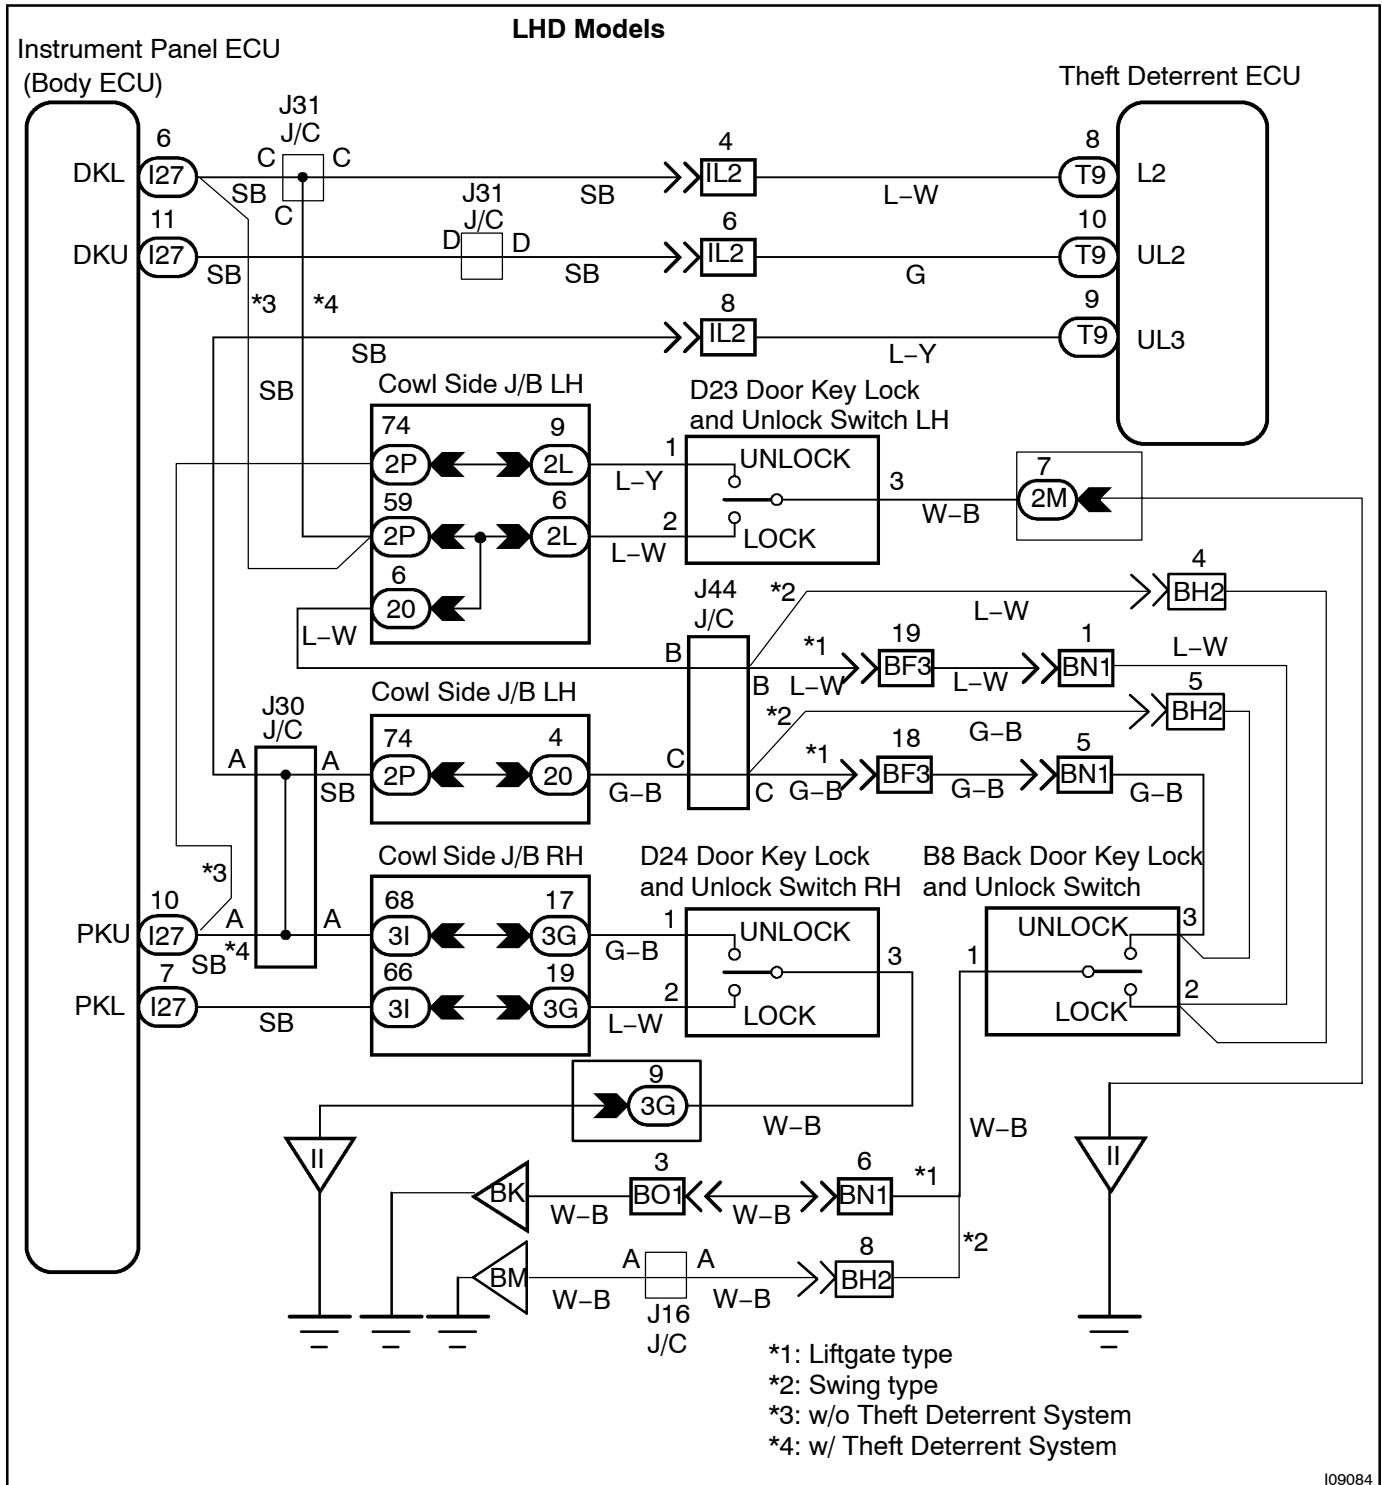 LHD Models
Instrument Panel ECU
(Body ECU)
Theft Deterrent ECU
J31
J/C
6
4
8
DKL
I27
C
C
IL2
T9
L2
SB
SB
L–W
C
J31
J/C
11
6
10
DKU
I27
D
D
IL2
T9
UL2
SB
SB
G
*3
*4
8
9
IL2
T9
UL3
SB
L–Y
SB
Cowl Side J/B LH
D23 Door Key Lock
and Unlock Switch LH
74
9
1
UNLOCK
7
2P
2L
L–Y
3
2M
W–B
59
6
2
2P
2L
LOCK
L–W
6
20
L–W
J44
J/C
*2
4
BH2
L–W
B
*1
19
1
L–W
B
L–W
BF3
L–W
BN1
5
BH2
*2
G–B
Cowl Side J/B LH
J30
J/C
74
4
C
*1
18
5
A
A
2P
20
BF3
BN1
SB
G–B
C
G–B
G–B
G–B
Cowl Side J/B RH
D24 Door Key Lock
and Unlock Switch RH
B8 Back Door Key Lock
and Unlock Switch
*3
10
68
17
1
UNLOCK
UNLOCK
3
PKU
I27
A
A
3I
3G
SB
*4
G–B
3
1
7
66
19
2
2
PKL
I27
3I
3G
LOCK
LOCK
SB
L–W
9
3G
W–B
W–B
II
II
3
6
*1
BK
BO1
BN1
W–B
W–B
*2
A
A
8
BM
BH2
W–B
W–B
J16
J/C
*1: Liftgate type
*2: Swing type
*3: w/o Theft Deterrent System
*4: w/ Theft Deterrent System
I09084